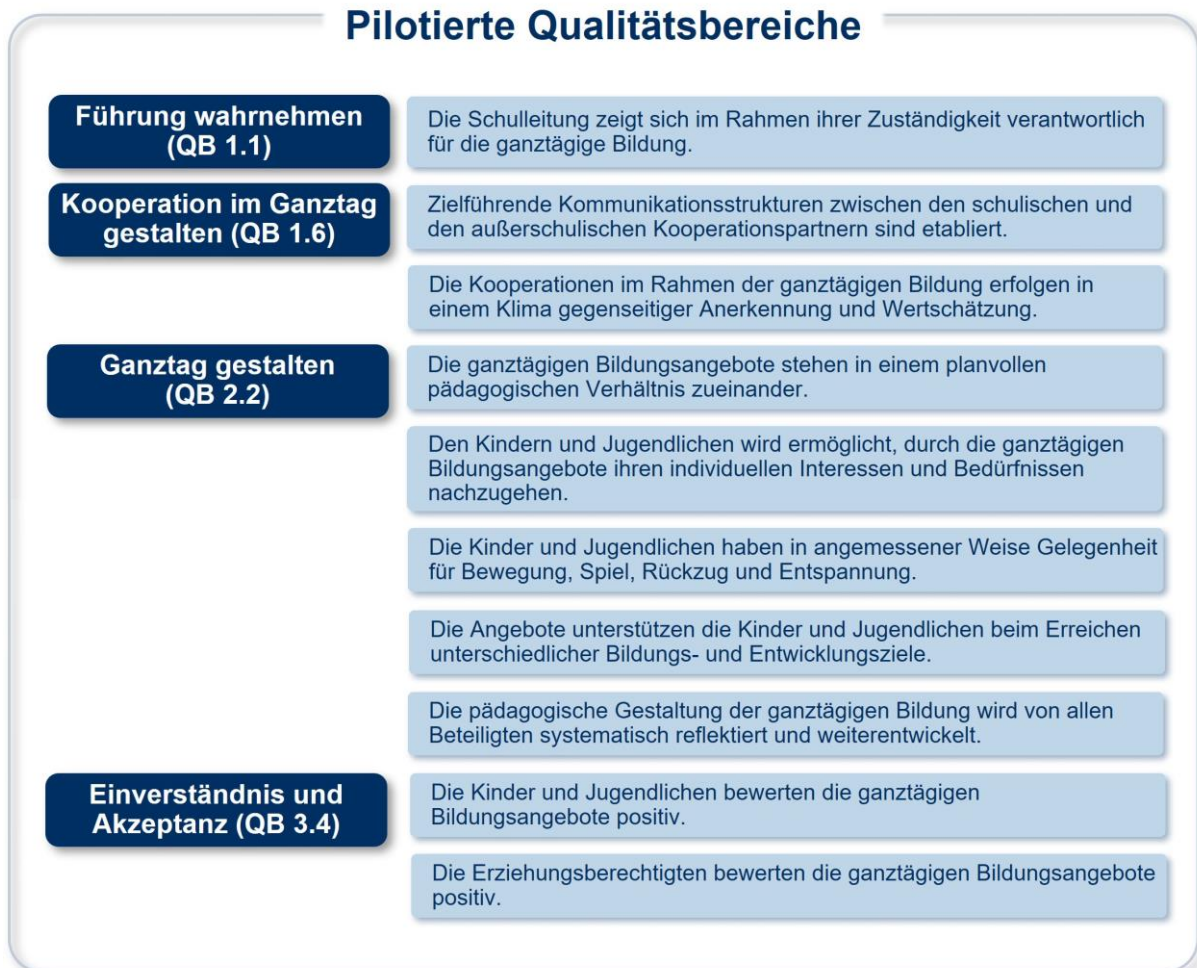 Pilotierte Qualitätsbereiche
Führung wahrnehmen
(QB 1.1)
Die Schulleitung zeigt sich im Rahmen ihrer Zuständigkeit verantwortlich
für die ganztägige Bildung.
Kooperation im Ganztag
gestalten (QB 1.6)
Zielführende Kommunikationsstrukturen zwischen den schulischen und
den außerschulischen Kooperationspartnern sind etabliert.
Die Kooperationen im Rahmen der ganztägigen Bildung erfolgen in
einem Klima gegenseitiger Anerkennung und Wertschätzung.
Ganztag gestalten
(QB 2.2)
Die ganztägigen Bildungsangebote stehen in einem planvollen
pädagogischen Verhältnis zueinander.
Den Kindern und Jugendlichen wird ermöglicht, durch die ganztägigen
Bildungsangebote ihren individuellen Interessen und Bedürfnissen
nachzugehen.
Die Kinder und Jugendlichen haben in angemessener Weise Gelegenheit
für Bewegung, Spiel, Rückzug und Entspannung.
Die Angebote unterstützen die Kinder und Jugendlichen beim Erreichen
unterschiedlicher Bildungs- und Entwicklungsziele.
Die pädagogische Gestaltung der ganztägigen Bildung wird von allen
Beteiligten systematisch reflektiert und weiterentwickelt.
Einverständnis und
Akzeptanz (QB 3.4)
Die Kinder und Jugendlichen bewerten die ganztägigen
Bildungsangebote positiv.
Die Erziehungsberechtigten bewerten die ganztägigen Bildungsangebote
positiv.